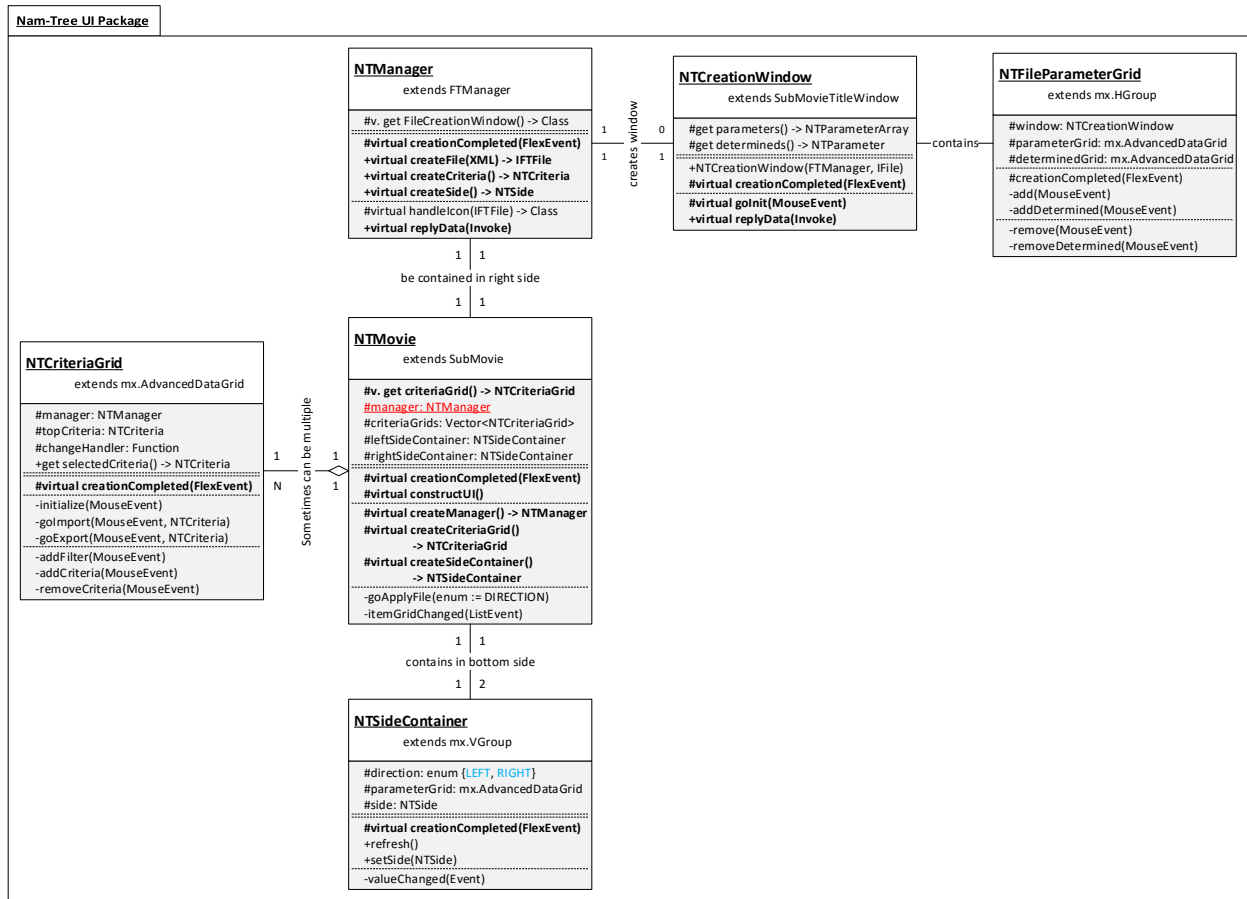 Nam-Tree UI Package
NTManager
extends FTManager
#v. get FileCreationWindow() -> Class
#virtual creationCompleted(FlexEvent)
+virtual createFile(XML) -> IFTFile
+virtual createCriteria() -> NTCriteria
+virtual createSide() -> NTSide
#virtual handleIcon(IFTFile) -> Class
+virtual replyData(Invoke)
1 0
1 1
creates window
NTCreationWindow
extends SubMovieTitleWindow
#get parameters() -> NTParameterArray
#get determineds() -> NTParameter
+NTCreationWindow(FTManager, IFile)
#virtual creationCompleted(FlexEvent)
#virtual goInit(MouseEvent)
+virtual replyData(Invoke)
contains
NTFileParameterGrid
extends mx.HGroup
#window: NTCreationWindow
#parameterGrid: mx.AdvancedDataGrid
#determinedGrid: mx.AdvancedDataGrid
#creationCompleted(FlexEvent)
-add(MouseEvent)
-addDetermined(MouseEvent)
-remove(MouseEvent)
-removeDetermined(MouseEvent)
1 1
be contained in right side
1 1
NTCriteriaGrid
extends mx.AdvancedDataGrid
#manager: NTManager
#topCriteria: NTCriteria
#changeHandler: Function
+get selectedCriteria() -> NTCriteria
#virtual creationCompleted(FlexEvent)
-initialize(MouseEvent)
-goImport(MouseEvent, NTCriteria)
-goExport(MouseEvent, NTCriteria)
-addFilter(MouseEvent)
-addCriteria(MouseEvent)
-removeCriteria(MouseEvent)
1 1
N 1
Sometimes can be multiple
NTMovie
extends SubMovie
#v. get criteriaGrid() -> NTCriteriaGrid
#manager: NTManager
#criteriaGrids: Vector<NTCriteriaGrid>
#leftSideContainer: NTSideContainer
#rightSideContainer: NTSideContainer
#virtual creationCompleted(FlexEvent)
#virtual constructUI()
#virtual createManager() -> NTManager
#virtual createCriteriaGrid()
-> NTCriteriaGrid
#virtual createSideContainer()
-> NTSideContainer
-goApplyFile(enum := DIRECTION)
-itemGridChanged(ListEvent)
1 1
contains in bottom side
1 2
NTSideContainer
extends mx.VGroup
#direction: enum {LEFT, RIGHT}
#parameterGrid: mx.AdvancedDataGrid
#side: NTSide
#virtual creationCompleted(FlexEvent)
+refresh()
+setSide(NTSide)
-valueChanged(Event)